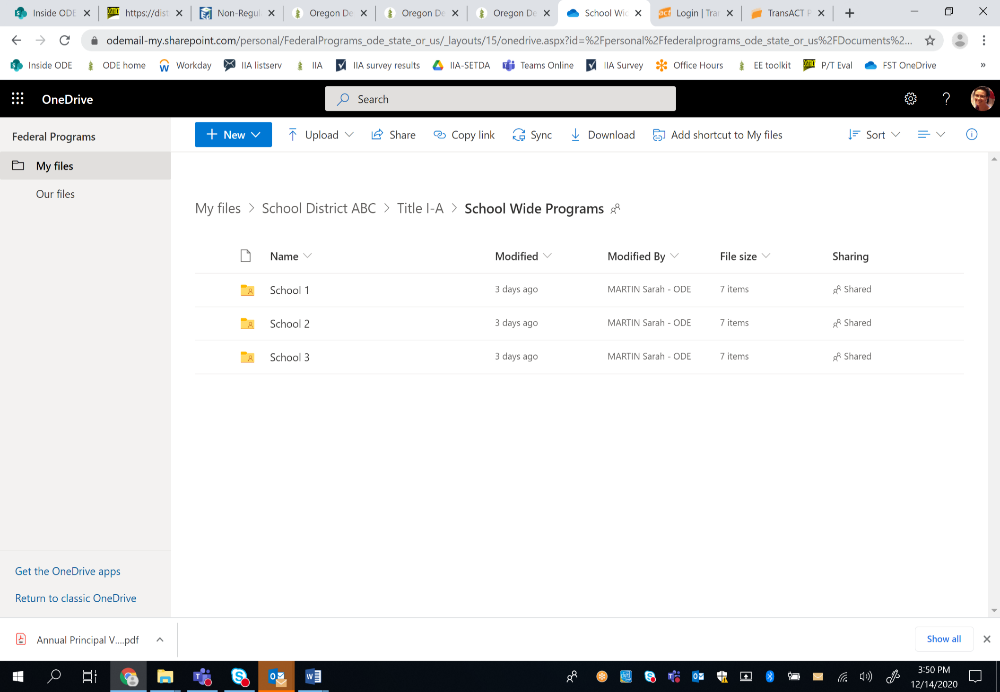 Inside ODE
https://dist
Non-Regul
Oregon De
Oregon De
Oregon De
School Wic
Login | Tra
TransACT P
odemail-my.sharepoint.com/personal/FederalPrograms_ode_state_or_us/_layouts/15/onedrive.aspx?id=%2Fpersonal%2Ffederalprograms_ode_state_or_us%2FDocuments%2...
Inside ODE
ODE home
Workday
IIA listserv
IIA
IIA survey results
IIA-SETDA
Teams Online
IIA Survey
Office Hours
EE toolkit
P/T Eval
FST OneDrive
»
OneDrive
Search
Federal Programs
New
Upload
Share
Copy link
Sync
Download
Add shortcut to My files
Sort
My files
Our files
My files > School District ABC > Title I-A > School Wide Programs
Name Modified Modified By File size Sharing
School 1 3 days ago MARTIN Sarah - ODE 7 items Shared
School 2 3 days ago MARTIN Sarah - ODE 7 items Shared
School 3 3 days ago MARTIN Sarah - ODE 7 items Shared
Get the OneDrive apps
Return to classic OneDrive
Annual Principal V....pdf
Show all
3:50 PM
12/14/2020